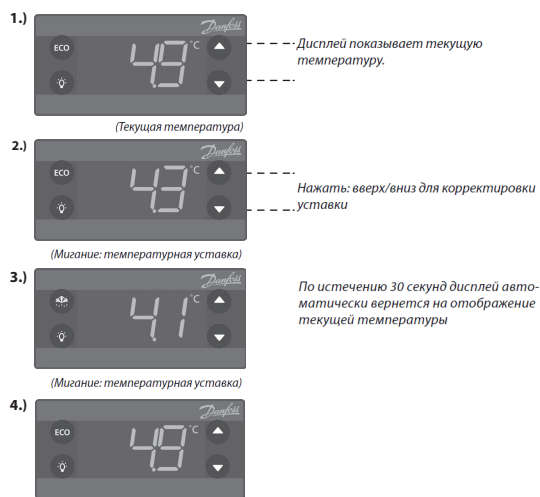 1.)
Danfoss
ECO
4.9 °C
Дисплей показывает текущую
температуру.
(Текущая температура)
2.)
Danfoss
ECO
4.3 °C
Нажать: вверх/вниз для корректировки
уставки
(Мигание: температурная уставка)
3.)
Danfoss
4.1 °C
По истечению 30 секунд дисплей авто-
матически вернется на отображение
текущей температуры
(Мигание: температурная уставка)
4.)
Danfoss
ECO
4.8 °C